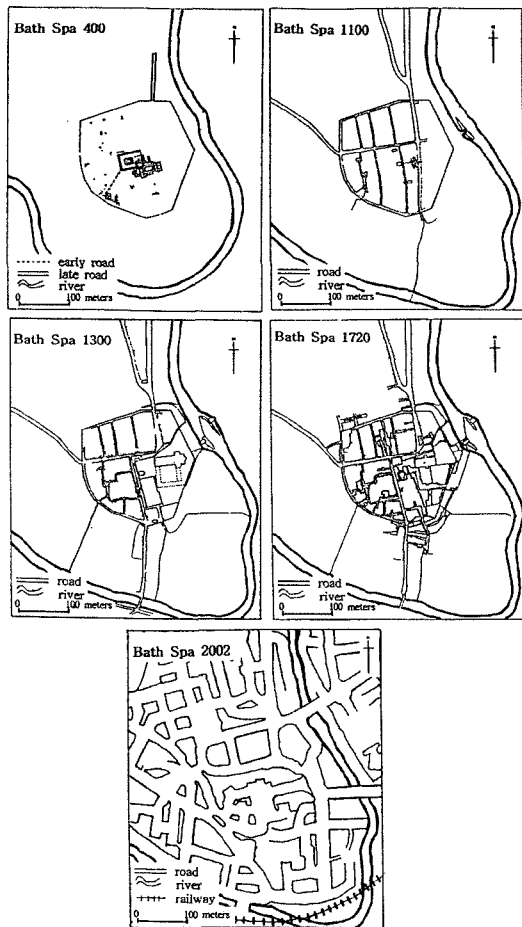 Bath Spa 400
early road
late road
river
0 100 meters
Bath Spa 1100
road
river
0 100 meters
Bath Spa 1300
road
river
0 100 meters
Bath Spa 1720
road
river
0 100 meters
Bath Spa 2002
road
river
railway
0 100 meters